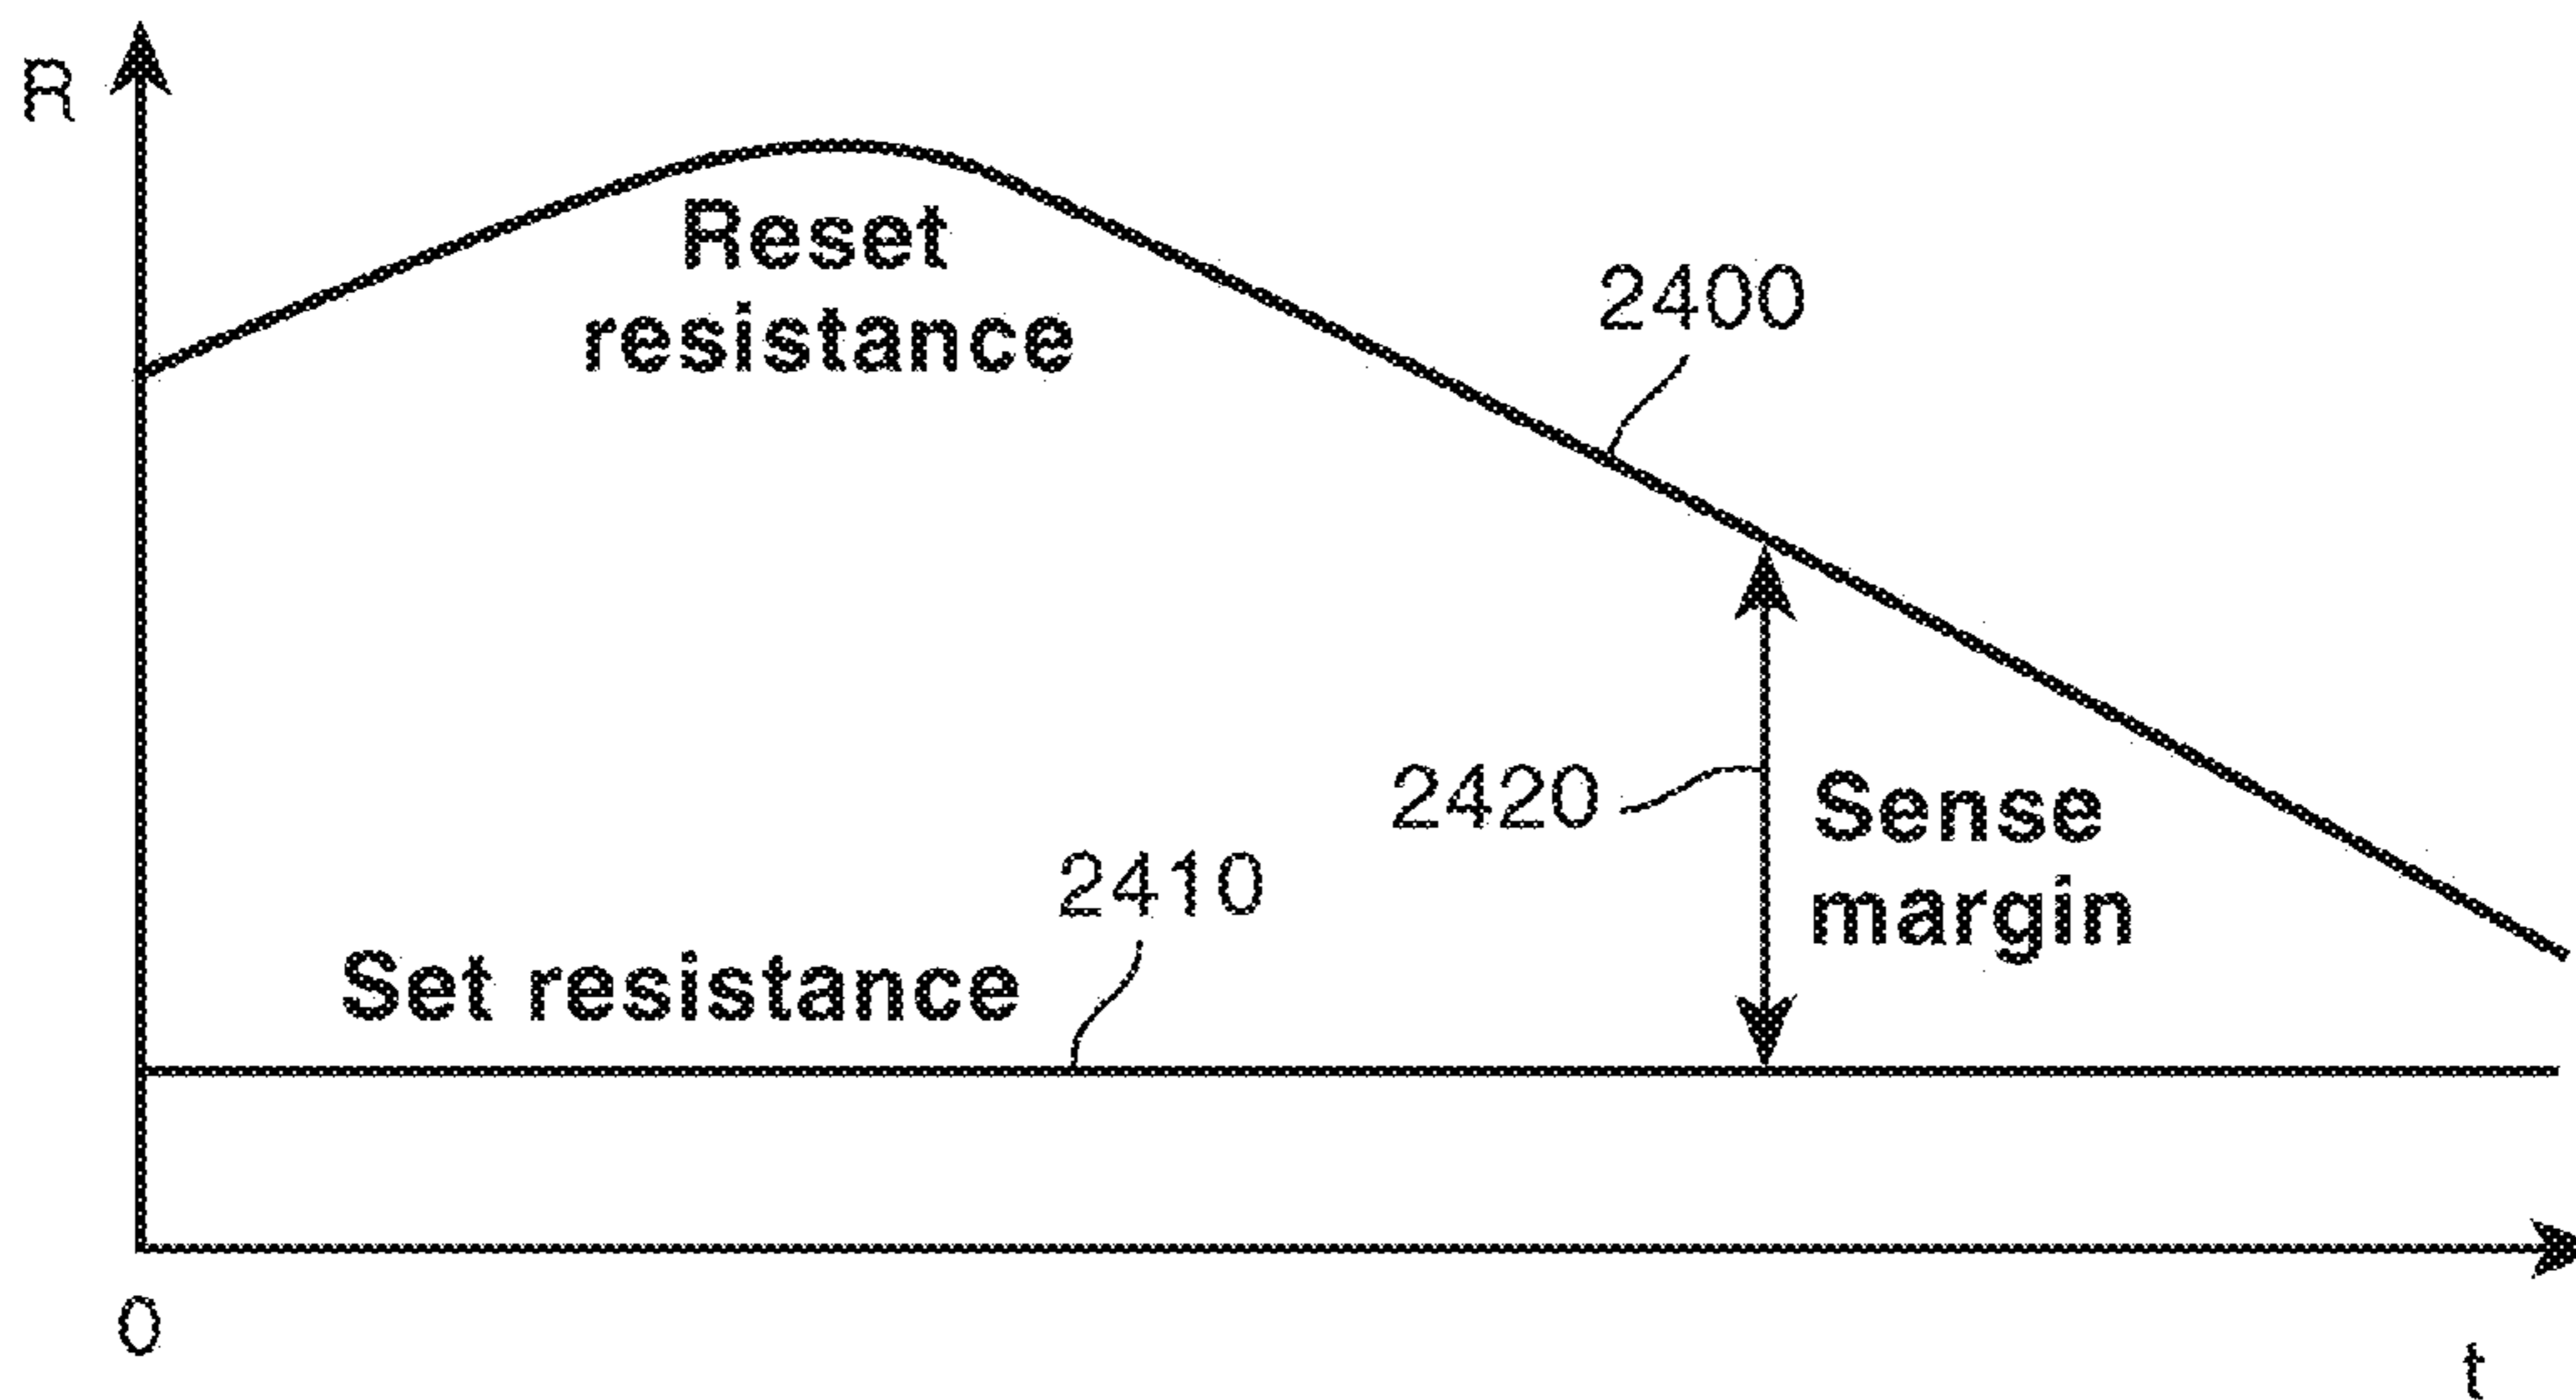 R
Reset
resistance
2400
2420
Sense
margin
2410
Set resistance
0
t